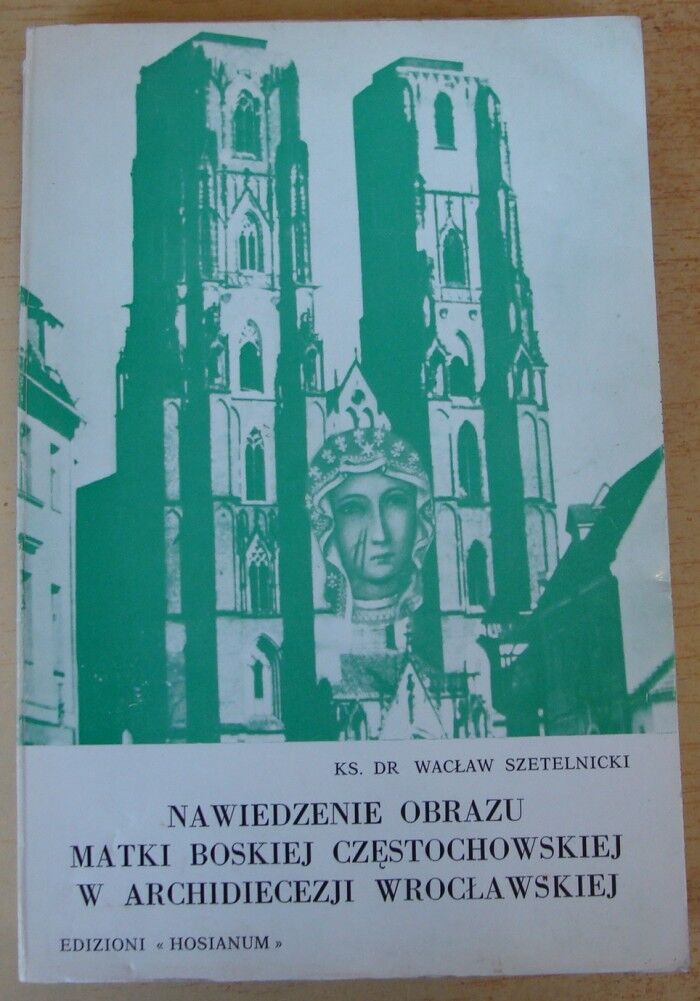 KS. DR WACŁAW SZETELNICKI
NAWIEDZENIE OBRAZU
MATKI BOSKIEJ CZĘSTOCHOWSKIEJ
W ARCHIDIECEZJI WROCŁAWSKIEJ
EDIZIONI « HOSIANUM »